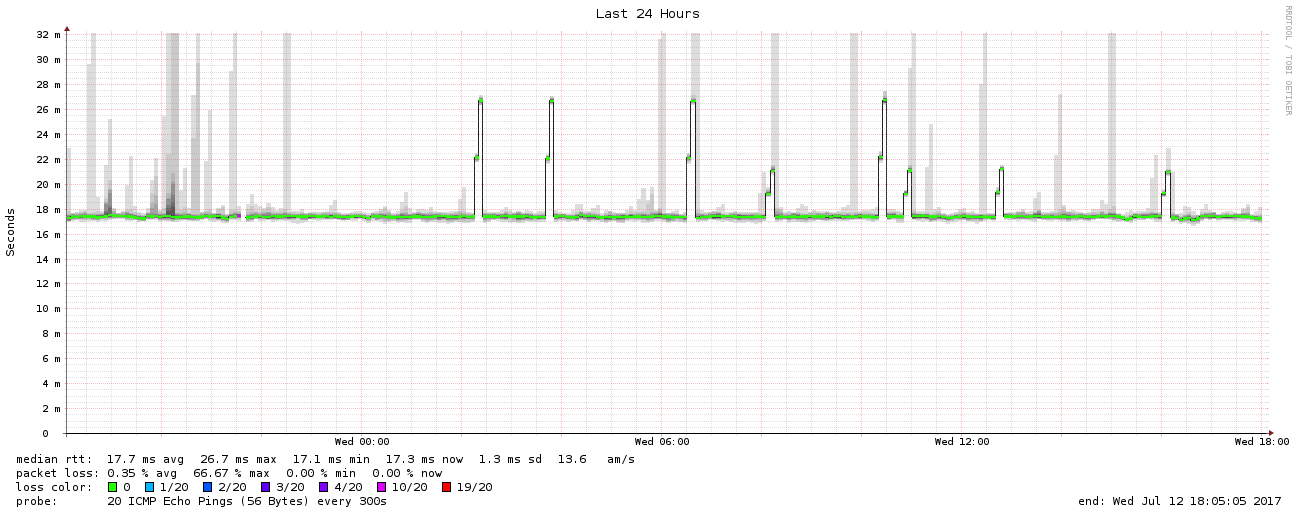 Last 24 Hours
RRDTOOL / TOBI OETIKER
Seconds
32 m
30 m
28 m
26 m
24 m
22 m
20 m
18 m
16 m
14 m
12 m
10 m
8 m
6 m
4 m
2 m
0
Wed 00:00 Wed 06:00 Wed 12:00 Wed 18:00
median rtt: 17.7 ms avg 26.7 ms max 17.1 ms min 17.3 ms now 1.3 ms sd 13.6 am/s
packet loss: 0.35 % avg 66.67 % max 0.00 % min 0.00 % now
loss color: 0 1/20 2/20 3/20 4/20 10/20 19/20
probe: 20 ICMP Echo Pings (56 Bytes) every 300s end: Wed Jul 12 18:05:05 2017